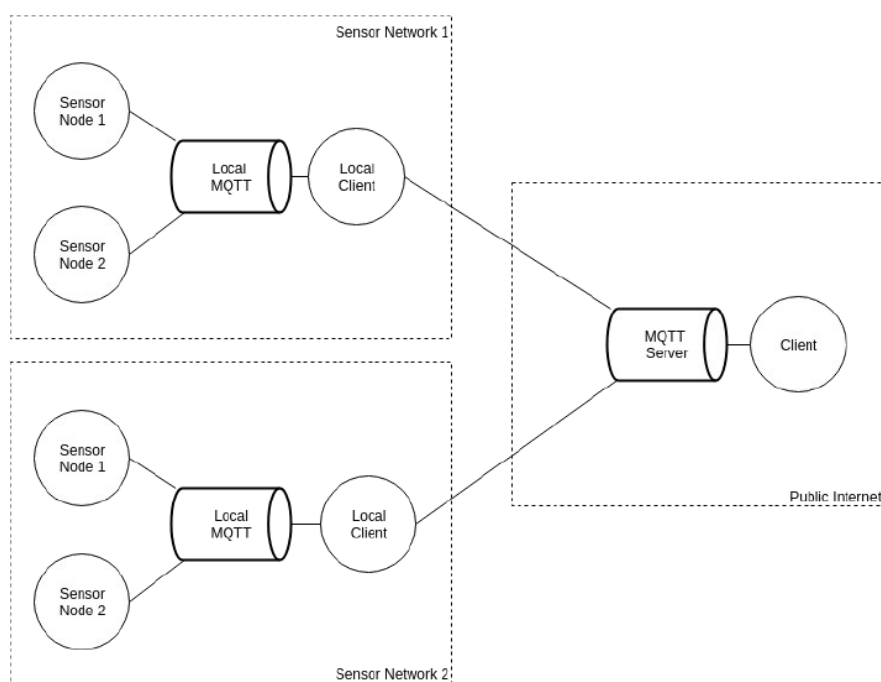 Sensor Network 1
Sensor
Node 1
Local
MQTT
Local
Client
Sensor
Node 2
MQTT
Server
Client
Public Internet
Sensor
Node 1
Local
MQTT
Local
Client
Sensor
Node 2
Sensor Network 2